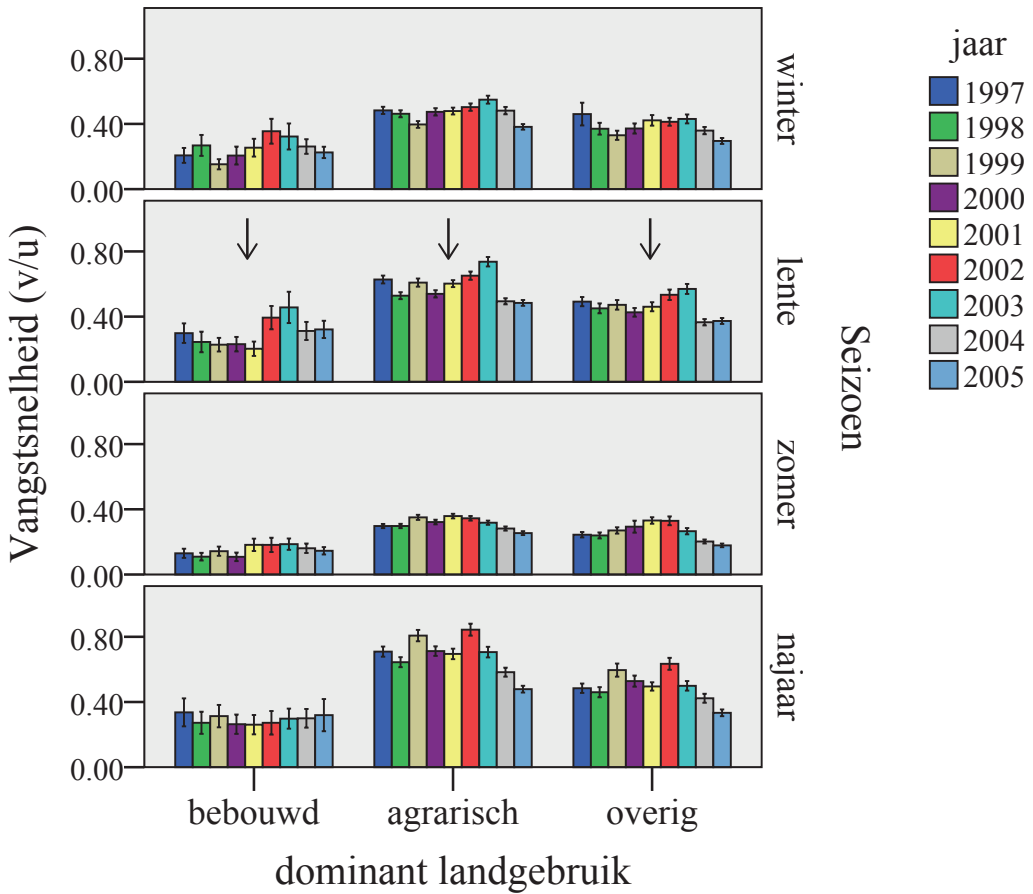 Vangstsnelheid (v/u)
0.80
0.40
0.00
winter
0.80
0.40
0.00
lente
0.80
0.40
0.00
zomer
0.80
0.40
0.00
najaar
Seizoen
bebouwd agrarisch overig
dominant landgebruik
jaar
1997
1998
1999
2000
2001
2002
2003
2004
2005